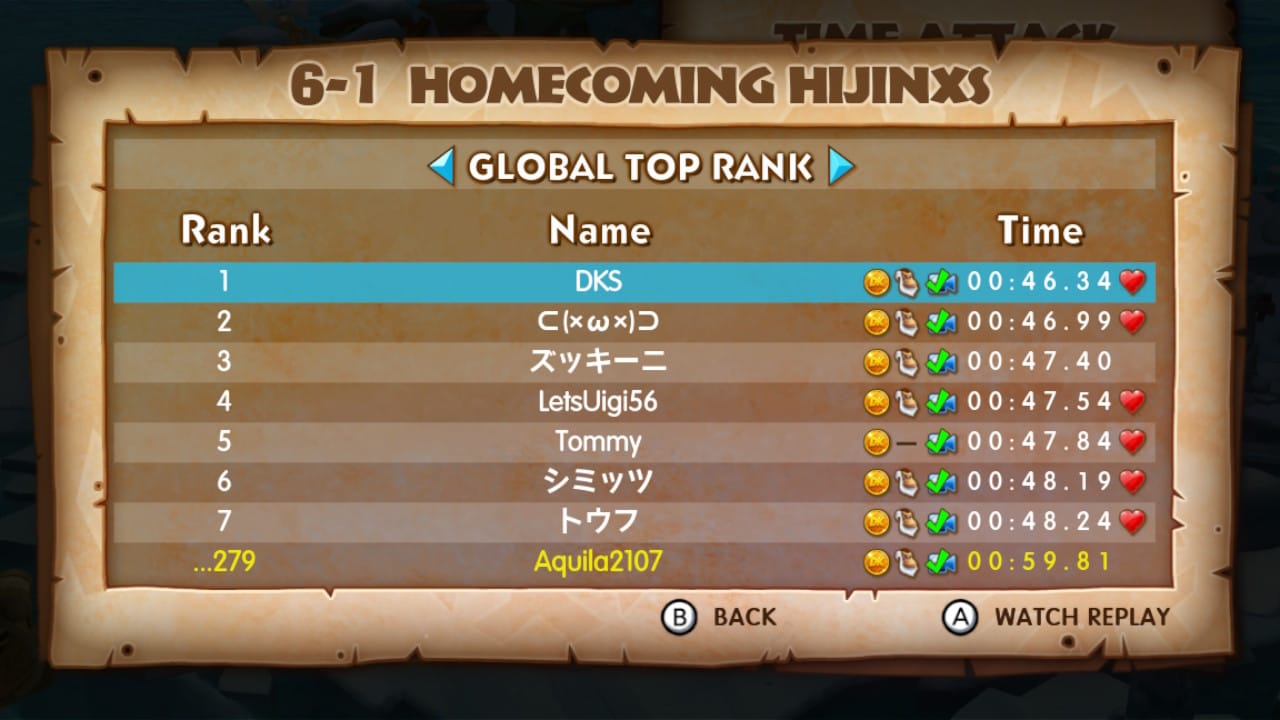 TIME ATTACK
6-1 HOMECOMING HIJINXS
GLOBAL TOP RANK
Rank Name Time
1 DKS 00:46.34
2 ⊂(×ω×)⊃ 00:46.99
3 ズッキーニ 00:47.40
4 LetsUigi56 00:47.54
5 Tommy — 00:47.84
6 シミッツ 00:48.19
7 トウフ 00:48.24
...279 Aquila2107 00:59.81
B BACK A WATCH REPLAY